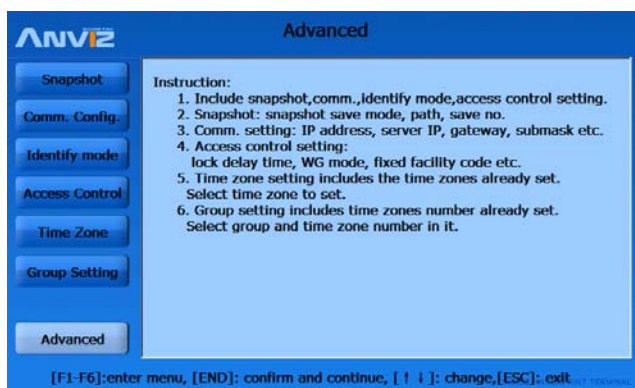 ANVIZ
Advanced
Snapshot
Comm. Config.
Identify mode
Access Control
Time Zone
Group Setting
Advanced
Instruction:
1. Include snapshot,comm.,identify mode,access control setting.
2. Snapshot: snapshot save mode, path, save no.
3. Comm. setting: IP address, server IP, gateway, submask etc.
4. Access control setting:
lock delay time, WG mode, fixed facility code etc.
5. Time zone setting includes the time zones already set.
Select time zone to set.
6. Group setting includes time zones number already set.
Select group and time zone number in it.
[F1-F6]:enter menu, [END]: confirm and continue, [ ↑ ↓ ]: change,[ESC]: exit
TERMINAL